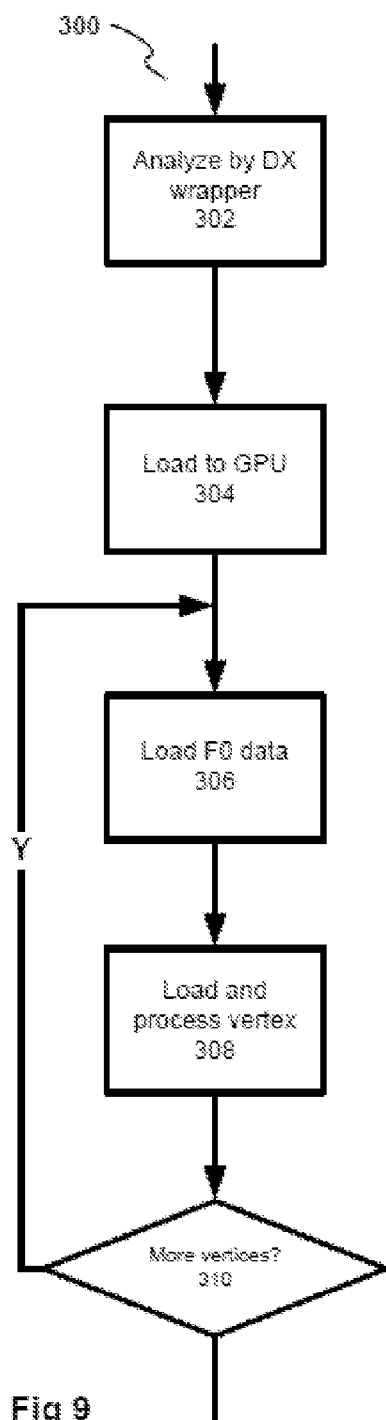 300
Analyze by DX
wrapper
302
Load to GPU
304
Load F0 data
306
Y
Load and
process vertex
308
More vertices?
310
Fig 9